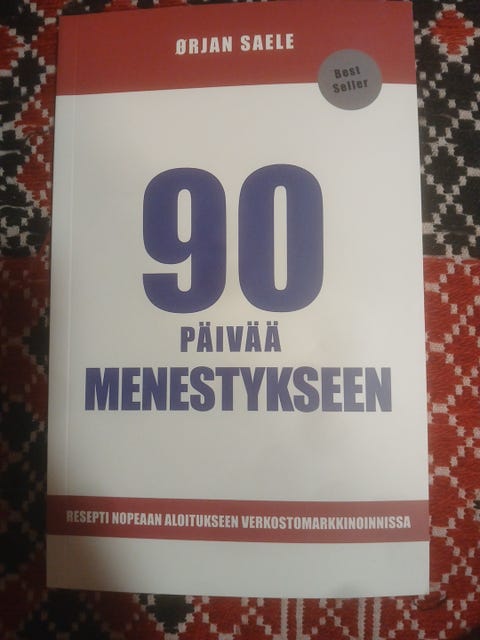 ØRJAN SAELE
Best
Seller
90
PÄIVÄÄ
MENESTYKSEEN
RESEPTI NOPEAAN ALOITUKSEEN VERKOSTOMARKKINOINNISSA